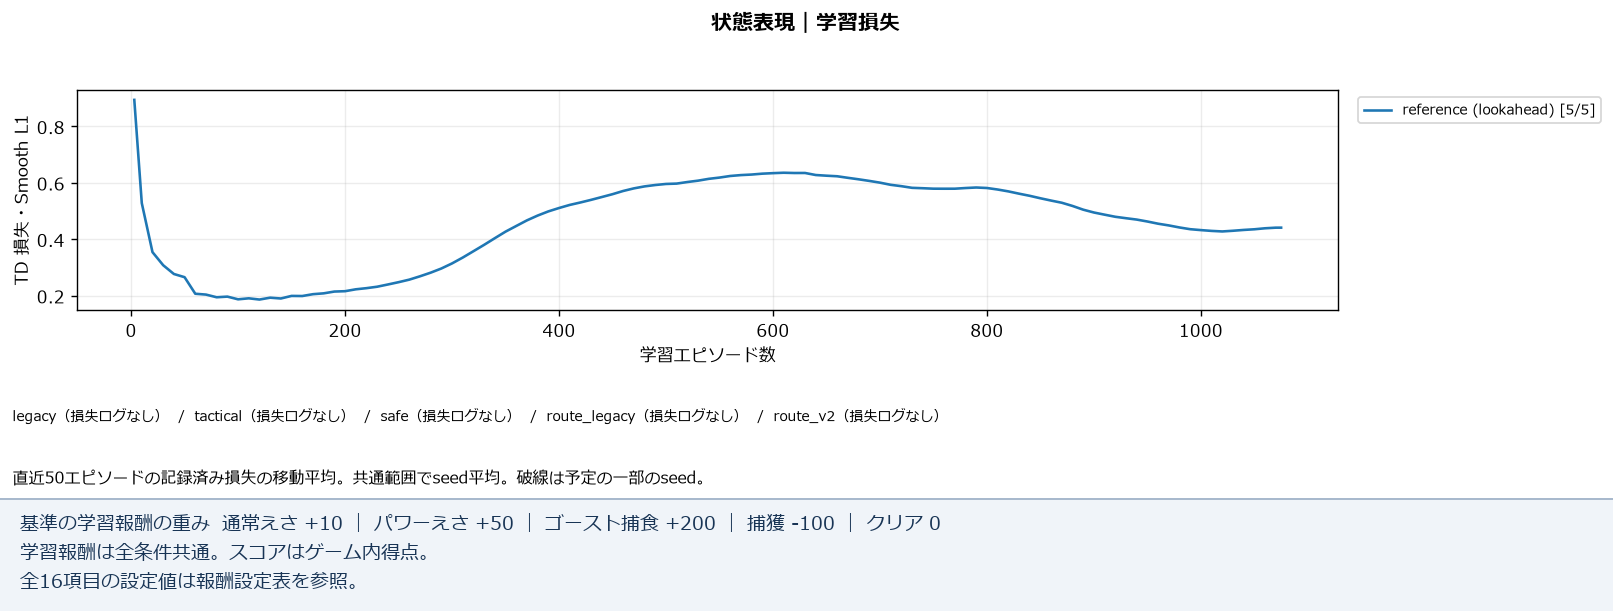 状態表現｜学習損失
reference (lookahead) [5/5]
TD 損失・Smooth L1
0.8
0.6
0.4
0.2
0 200 400 600 800 1000
学習エピソード数
legacy（損失ログなし） / tactical（損失ログなし） / safe（損失ログなし） / route_legacy（損失ログなし） / route_v2（損失ログなし）
直近50エピソードの記録済み損失の移動平均。共通範囲でseed平均。破線は予定の一部のseed。
基準の学習報酬の重み 通常えさ +10 ｜ パワーえさ +50 ｜ ゴースト捕食 +200 ｜ 捕獲 -100 ｜ クリア 0
学習報酬は全条件共通。スコアはゲーム内得点。
全16項目の設定値は報酬設定表を参照。